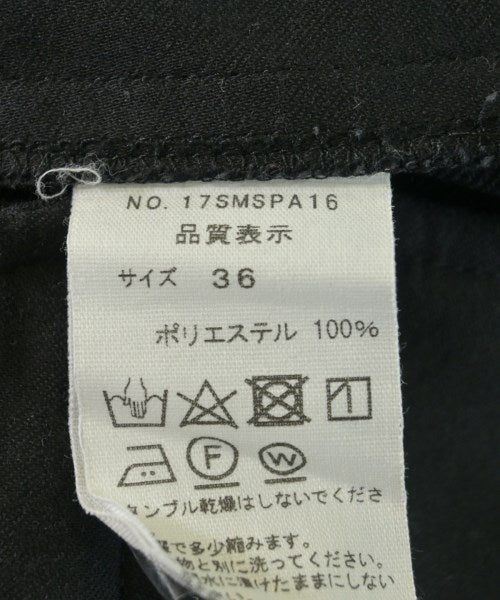 NO. 17SMSPA16
品質表示
サイズ 36
ポリエステル 100%
F W
タンブル乾燥はしないでくださ
で多少縮みます。
物と別に洗ってください。
水に漬けたままにしない